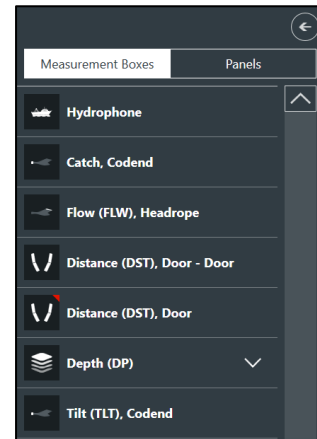 Measurement Boxes
Panels
Hydrophone
Catch, Codend
Flow (FLW), Headrope
Distance (DST), Door - Door
Distance (DST), Door
Depth (DP)
Tilt (TLT), Codend